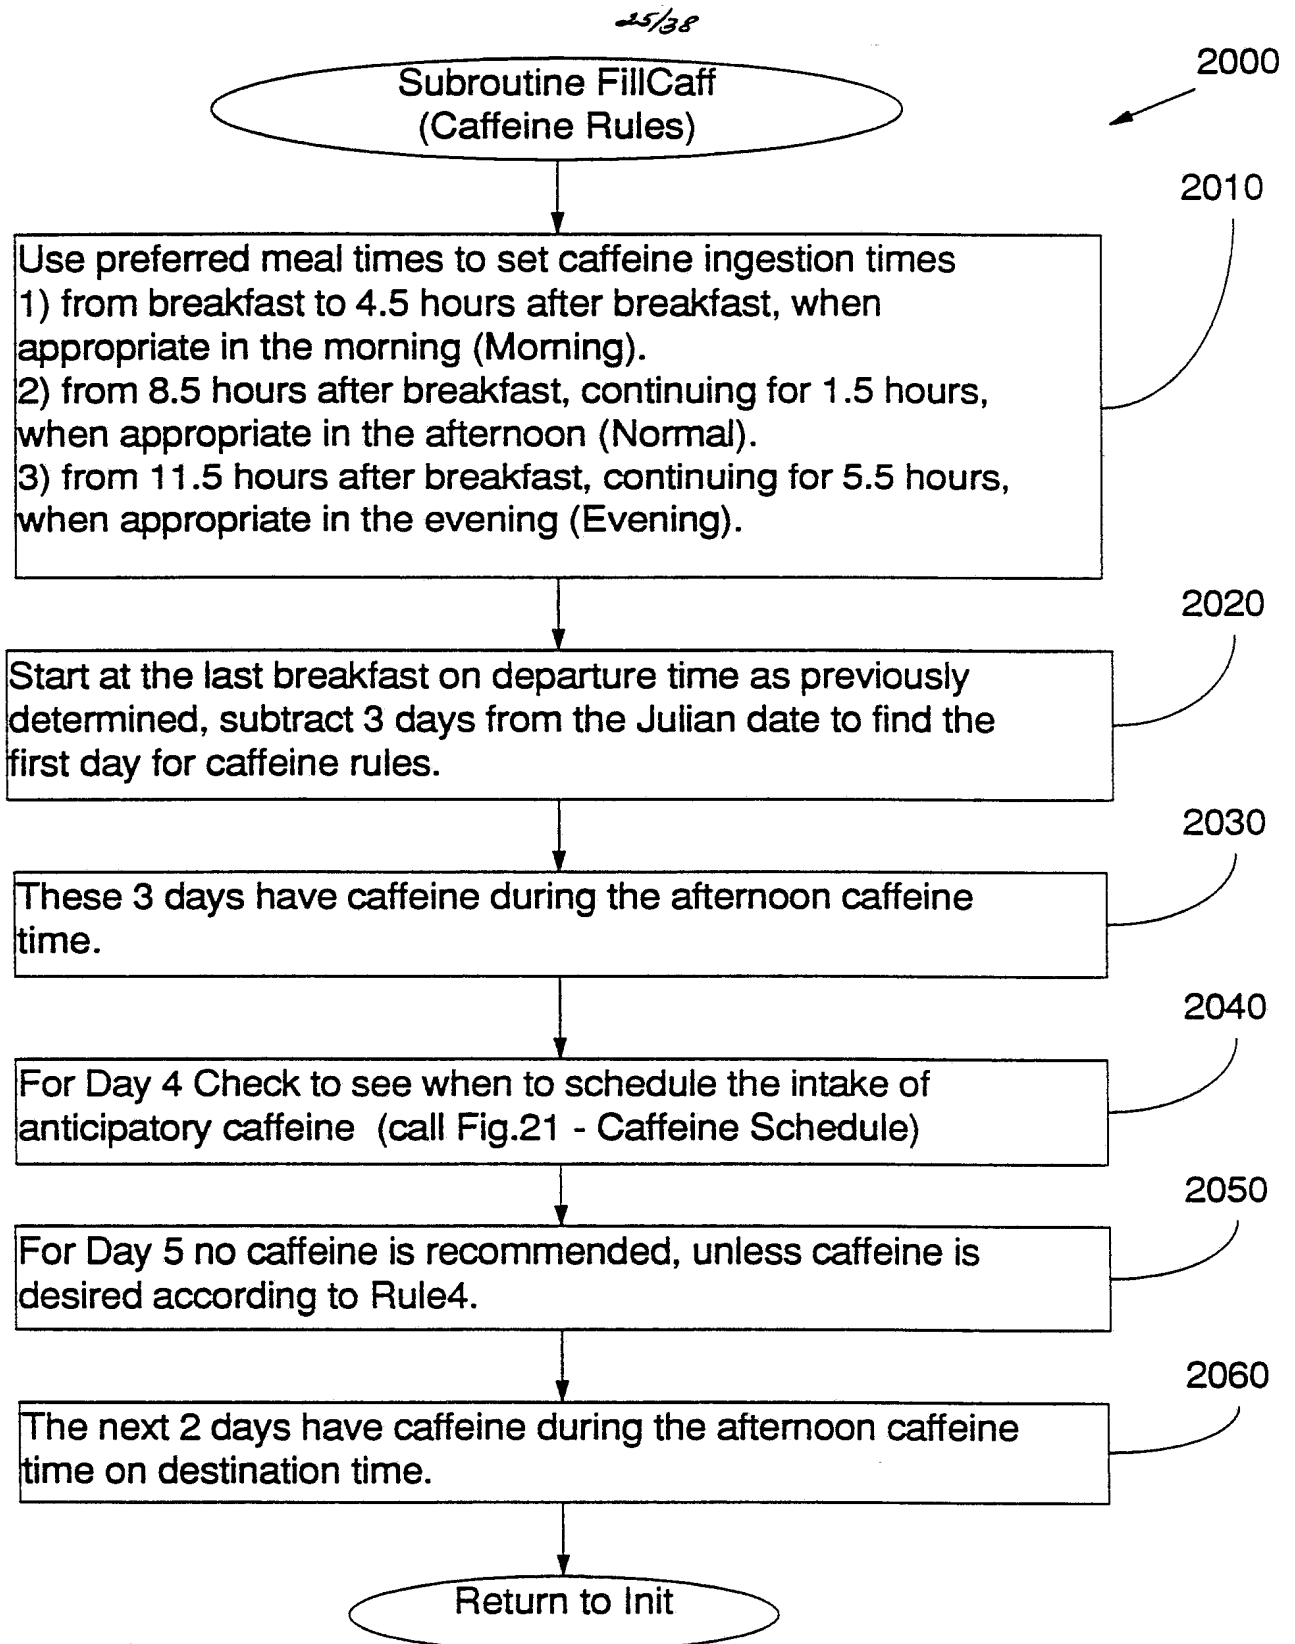 25/38
Subroutine FillCaff
(Caffeine Rules)
2000
2010
Use preferred meal times to set caffeine ingestion times
1) from breakfast to 4.5 hours after breakfast, when
appropriate in the morning (Morning).
2) from 8.5 hours after breakfast, continuing for 1.5 hours,
when appropriate in the afternoon (Normal).
3) from 11.5 hours after breakfast, continuing for 5.5 hours,
when appropriate in the evening (Evening).
2020
Start at the last breakfast on departure time as previously
determined, subtract 3 days from the Julian date to find the
first day for caffeine rules.
2030
These 3 days have caffeine during the afternoon caffeine
time.
2040
For Day 4 Check to see when to schedule the intake of
anticipatory caffeine (call Fig.21 - Caffeine Schedule)
2050
For Day 5 no caffeine is recommended, unless caffeine is
desired according to Rule4.
2060
The next 2 days have caffeine during the afternoon caffeine
time on destination time.
Return to Init